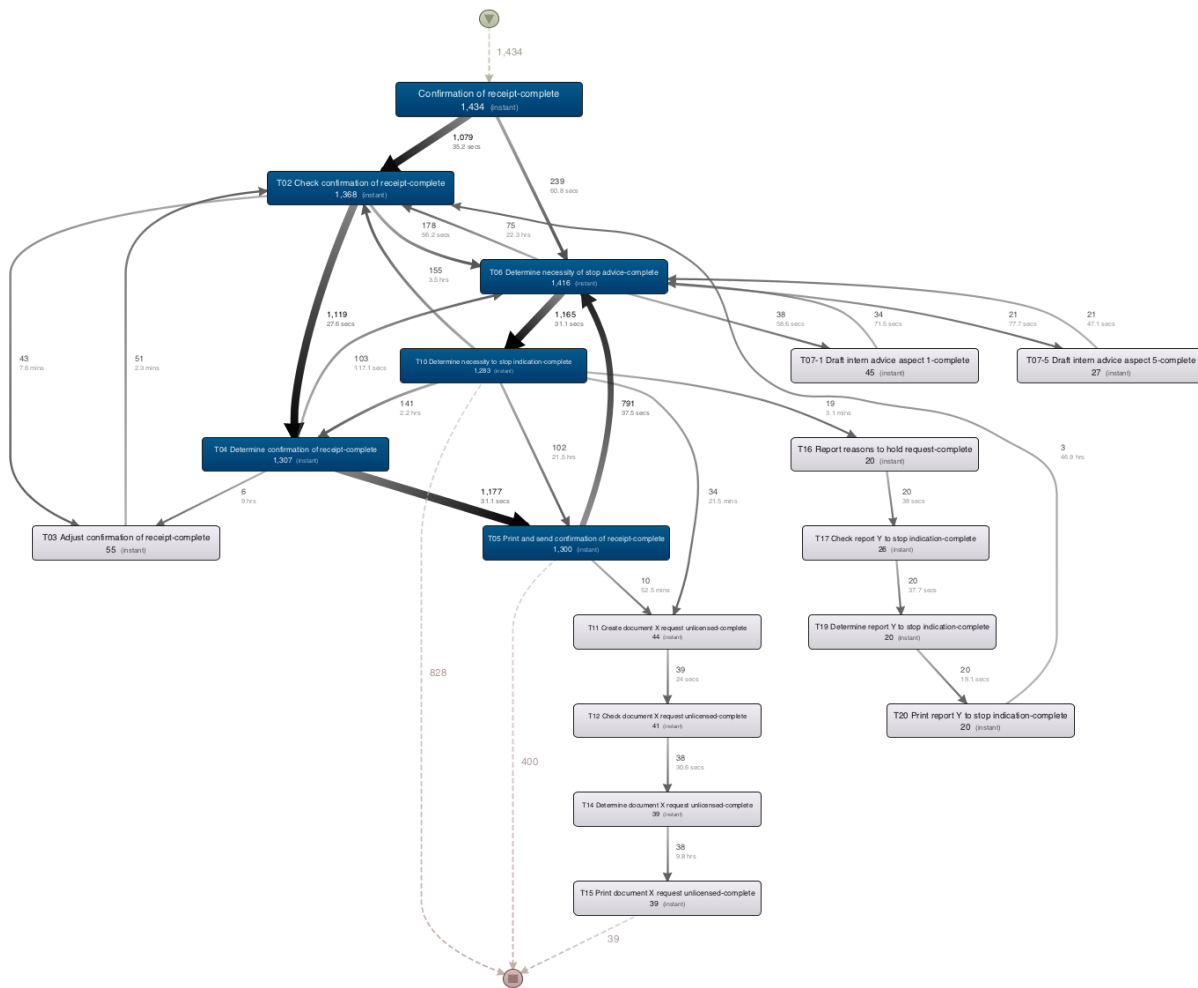 1,434
Confirmation of receipt-complete
1,434 (instant)
1,079
35.2 secs
239
60.8 secs
T02 Check confirmation of receipt-complete
1,368 (instant)
178
56.2 secs
75
22.3 hrs
155
3.5 hrs
T06 Determine necessity of stop advice-complete
1,416 (instant)
1,119
27.6 secs
1,165
31.1 secs
38
58.6 secs
34
71.5 secs
21
77.7 secs
21
47.1 secs
43
7.6 mins
51
2.3 mins
103
117.1 secs
T10 Determine necessity to stop indication-complete
1,283 (instant)
T07-1 Draft intern advice aspect 1-complete
45 (instant)
T07-5 Draft intern advice aspect 5-complete
27 (instant)
141
2.2 hrs
791
37.5 secs
19
3.1 mins
T04 Determine confirmation of receipt-complete
1,307 (instant)
102
21.5 hrs
T16 Report reasons to hold request-complete
20 (instant)
3
46.9 hrs
6
9 hrs
1,177
31.1 secs
34
21.5 mins
20
38 secs
T03 Adjust confirmation of receipt-complete
55 (instant)
T05 Print and send confirmation of receipt-complete
1,300 (instant)
T17 Check report Y to stop indication-complete
26 (instant)
10
52.5 mins
20
37.7 secs
T11 Create document X request unlicensed-complete
44 (instant)
T19 Determine report Y to stop indication-complete
20 (instant)
828
39
24 secs
20
19.1 secs
T12 Check document X request unlicensed-complete
41 (instant)
T20 Print report Y to stop indication-complete
20 (instant)
400
38
30.6 secs
T14 Determine document X request unlicensed-complete
39 (instant)
38
9.8 hrs
T15 Print document X request unlicensed-complete
39 (instant)
39